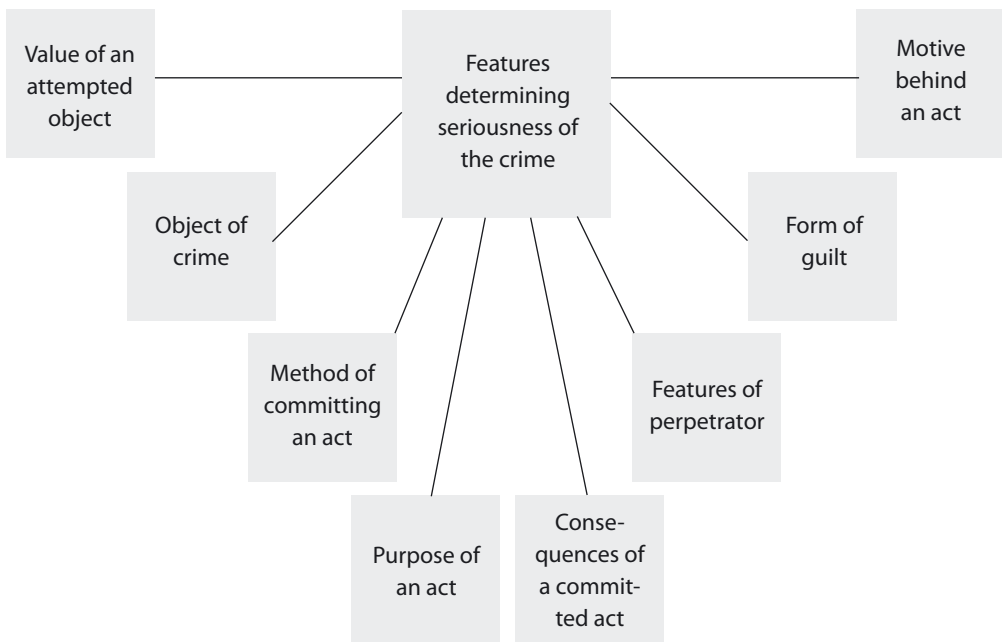 Value of an
attempted
object
Features
determining
seriousness of
the crime
Motive
behind
an act
Object of
crime
Form of
guilt
Method of
committing
an act
Features of
perpetrator
Purpose of
an act
Conse-
quences of
a commit-
ted act